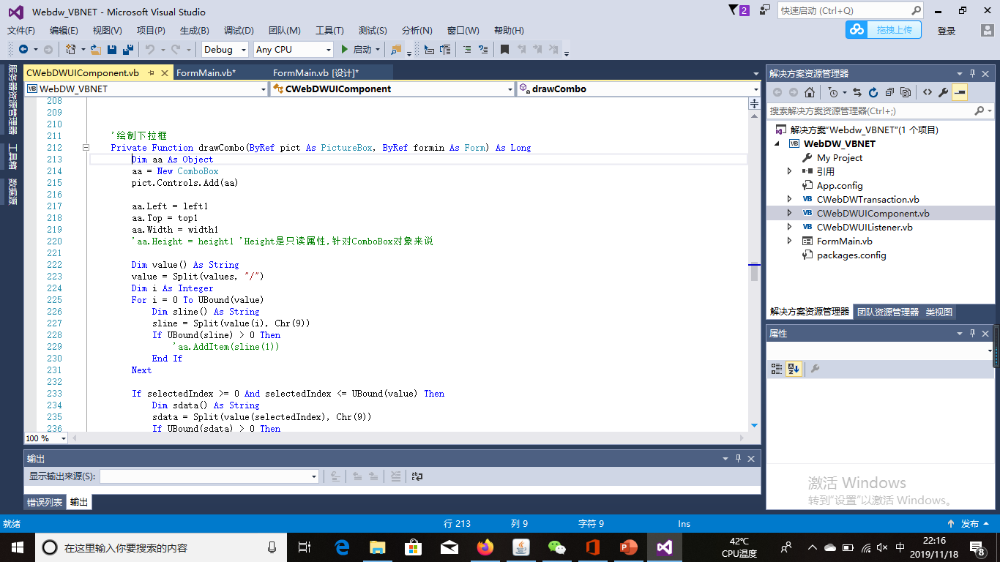 Webdw_VBNET - Microsoft Visual Studio
2
快速启动 (Ctrl+Q)
文件(F) 编辑(E) 视图(V) 项目(P) 生成(B) 调试(D) 团队(M) 工具(T) 测试(S) 分析(N) 窗口(W) 帮助(H)
拖拽上传
登录
Debug Any CPU 启动
服务器资源管理器
工具箱
数据源
CWebDWUIComponent.vb FormMain.vb* FormMain.vb [设计]*
WebDW_VBNET CWebDWUIComponent drawCombo
208
209
210
211 '绘制下拉框
212 Private Function drawCombo(ByRef pict As PictureBox, ByRef formin As Form) As Long
213 Dim aa As Object
214 aa = New ComboBox
215 pict.Controls.Add(aa)
216
217 aa.Left = left1
218 aa.Top = top1
219 aa.Width = width1
220 'aa.Height = height1 'Height是只读属性,针对ComboBox对象来说
221
222 Dim value() As String
223 value = Split(values, "/")
224 Dim i As Integer
225 For i = 0 To UBound(value)
226 Dim sline() As String
227 sline = Split(value(i), Chr(9))
228 If UBound(sline) > 0 Then
229 'aa.AddItem(sline(1))
230 End If
231 Next
232
233 If selectedIndex >= 0 And selectedIndex <= UBound(value) Then
234 Dim sdata() As String
235 sdata = Split(value(selectedIndex), Chr(9))
236 If UBound(sdata) > 0 Then
100 %
输出
显示输出来源(S):
错误列表 输出
解决方案资源管理器
搜索解决方案资源管理器(Ctrl+;)
解决方案"Webdw_VBNET"(1 个项目)
WebDW_VBNET
My Project
引用
App.config
CWebDWTransaction.vb
CWebDWUIComponent.vb
CWebDWUIListener.vb
FormMain.vb
packages.config
解决方案资源管理器 团队资源管理器 类视图
属性
激活 Windows
转到"设置"以激活 Windows。
就绪 行 213 列 9 字符 9 Ins 发布
在这里输入你要搜索的内容
42℃
CPU温度
中
22:16
2019/11/18
8